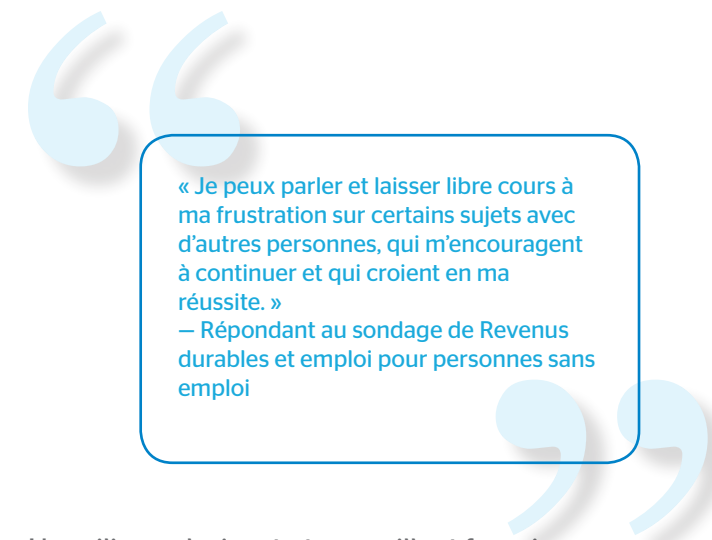 « Je peux parler et laisser libre cours à
ma frustration sur certains sujets avec
d'autres personnes, qui m'encouragent
à continuer et qui croient en ma
réussite. »
— Répondant au sondage de Revenus
durables et emploi pour personnes sans
emploi